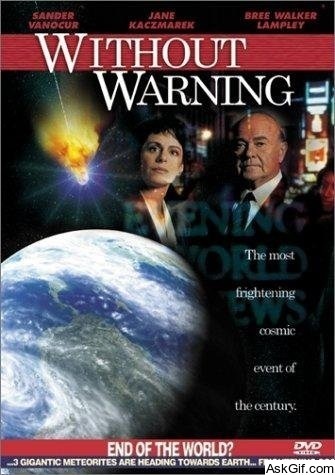 SANDER VANOCUR
JANE KACZMAREK
BREE WALKER LAMPLEY
WITHOUT
WARNING
EVENING
WORLD
NEWS
The most
frightening
cosmic
event of
the century.
END OF THE WORLD?
DVD
VIDEO
...3 GIGANTIC METEORITES ARE HEADING TOWARDS EARTH...
AskGif.com